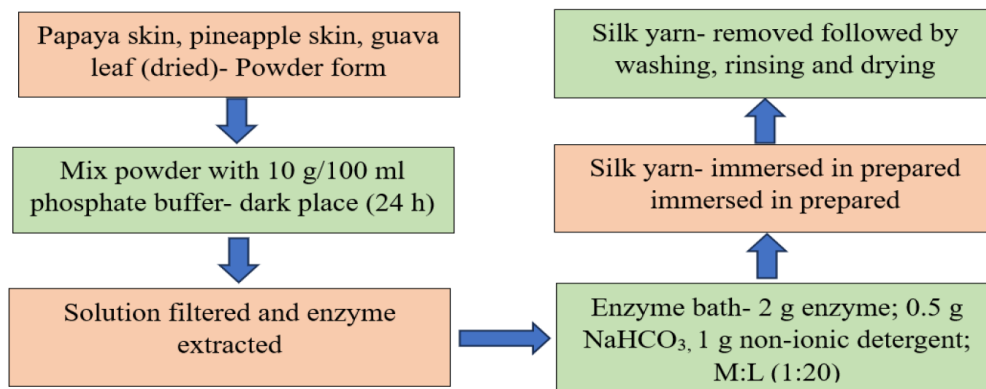 Papaya skin, pineapple skin, guava
leaf (dried)- Powder form
Mix powder with 10 g/100 ml
phosphate buffer- dark place (24 h)
Solution filtered and enzyme
extracted
Enzyme bath- 2 g enzyme; 0.5 g
NaHCO₃, 1 g non-ionic detergent;
M:L (1:20)
Silk yarn- immersed in prepared
immersed in prepared
Silk yarn- removed followed by
washing, rinsing and drying